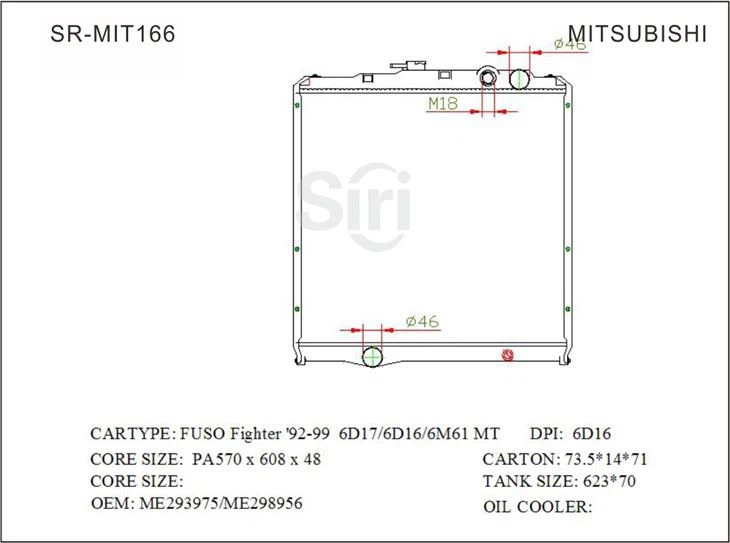 SR-MIT166
MITSUBISHI
ø46
M18
Siri
ø46
CARTYPE: FUSO Fighter '92-99 6D17/6D16/6M61 MT DPI: 6D16
CORE SIZE: PA570 x 608 x 48 CARTON: 73.5*14*71
CORE SIZE: TANK SIZE: 623*70
OEM: ME293975/ME298956 OIL COOLER: